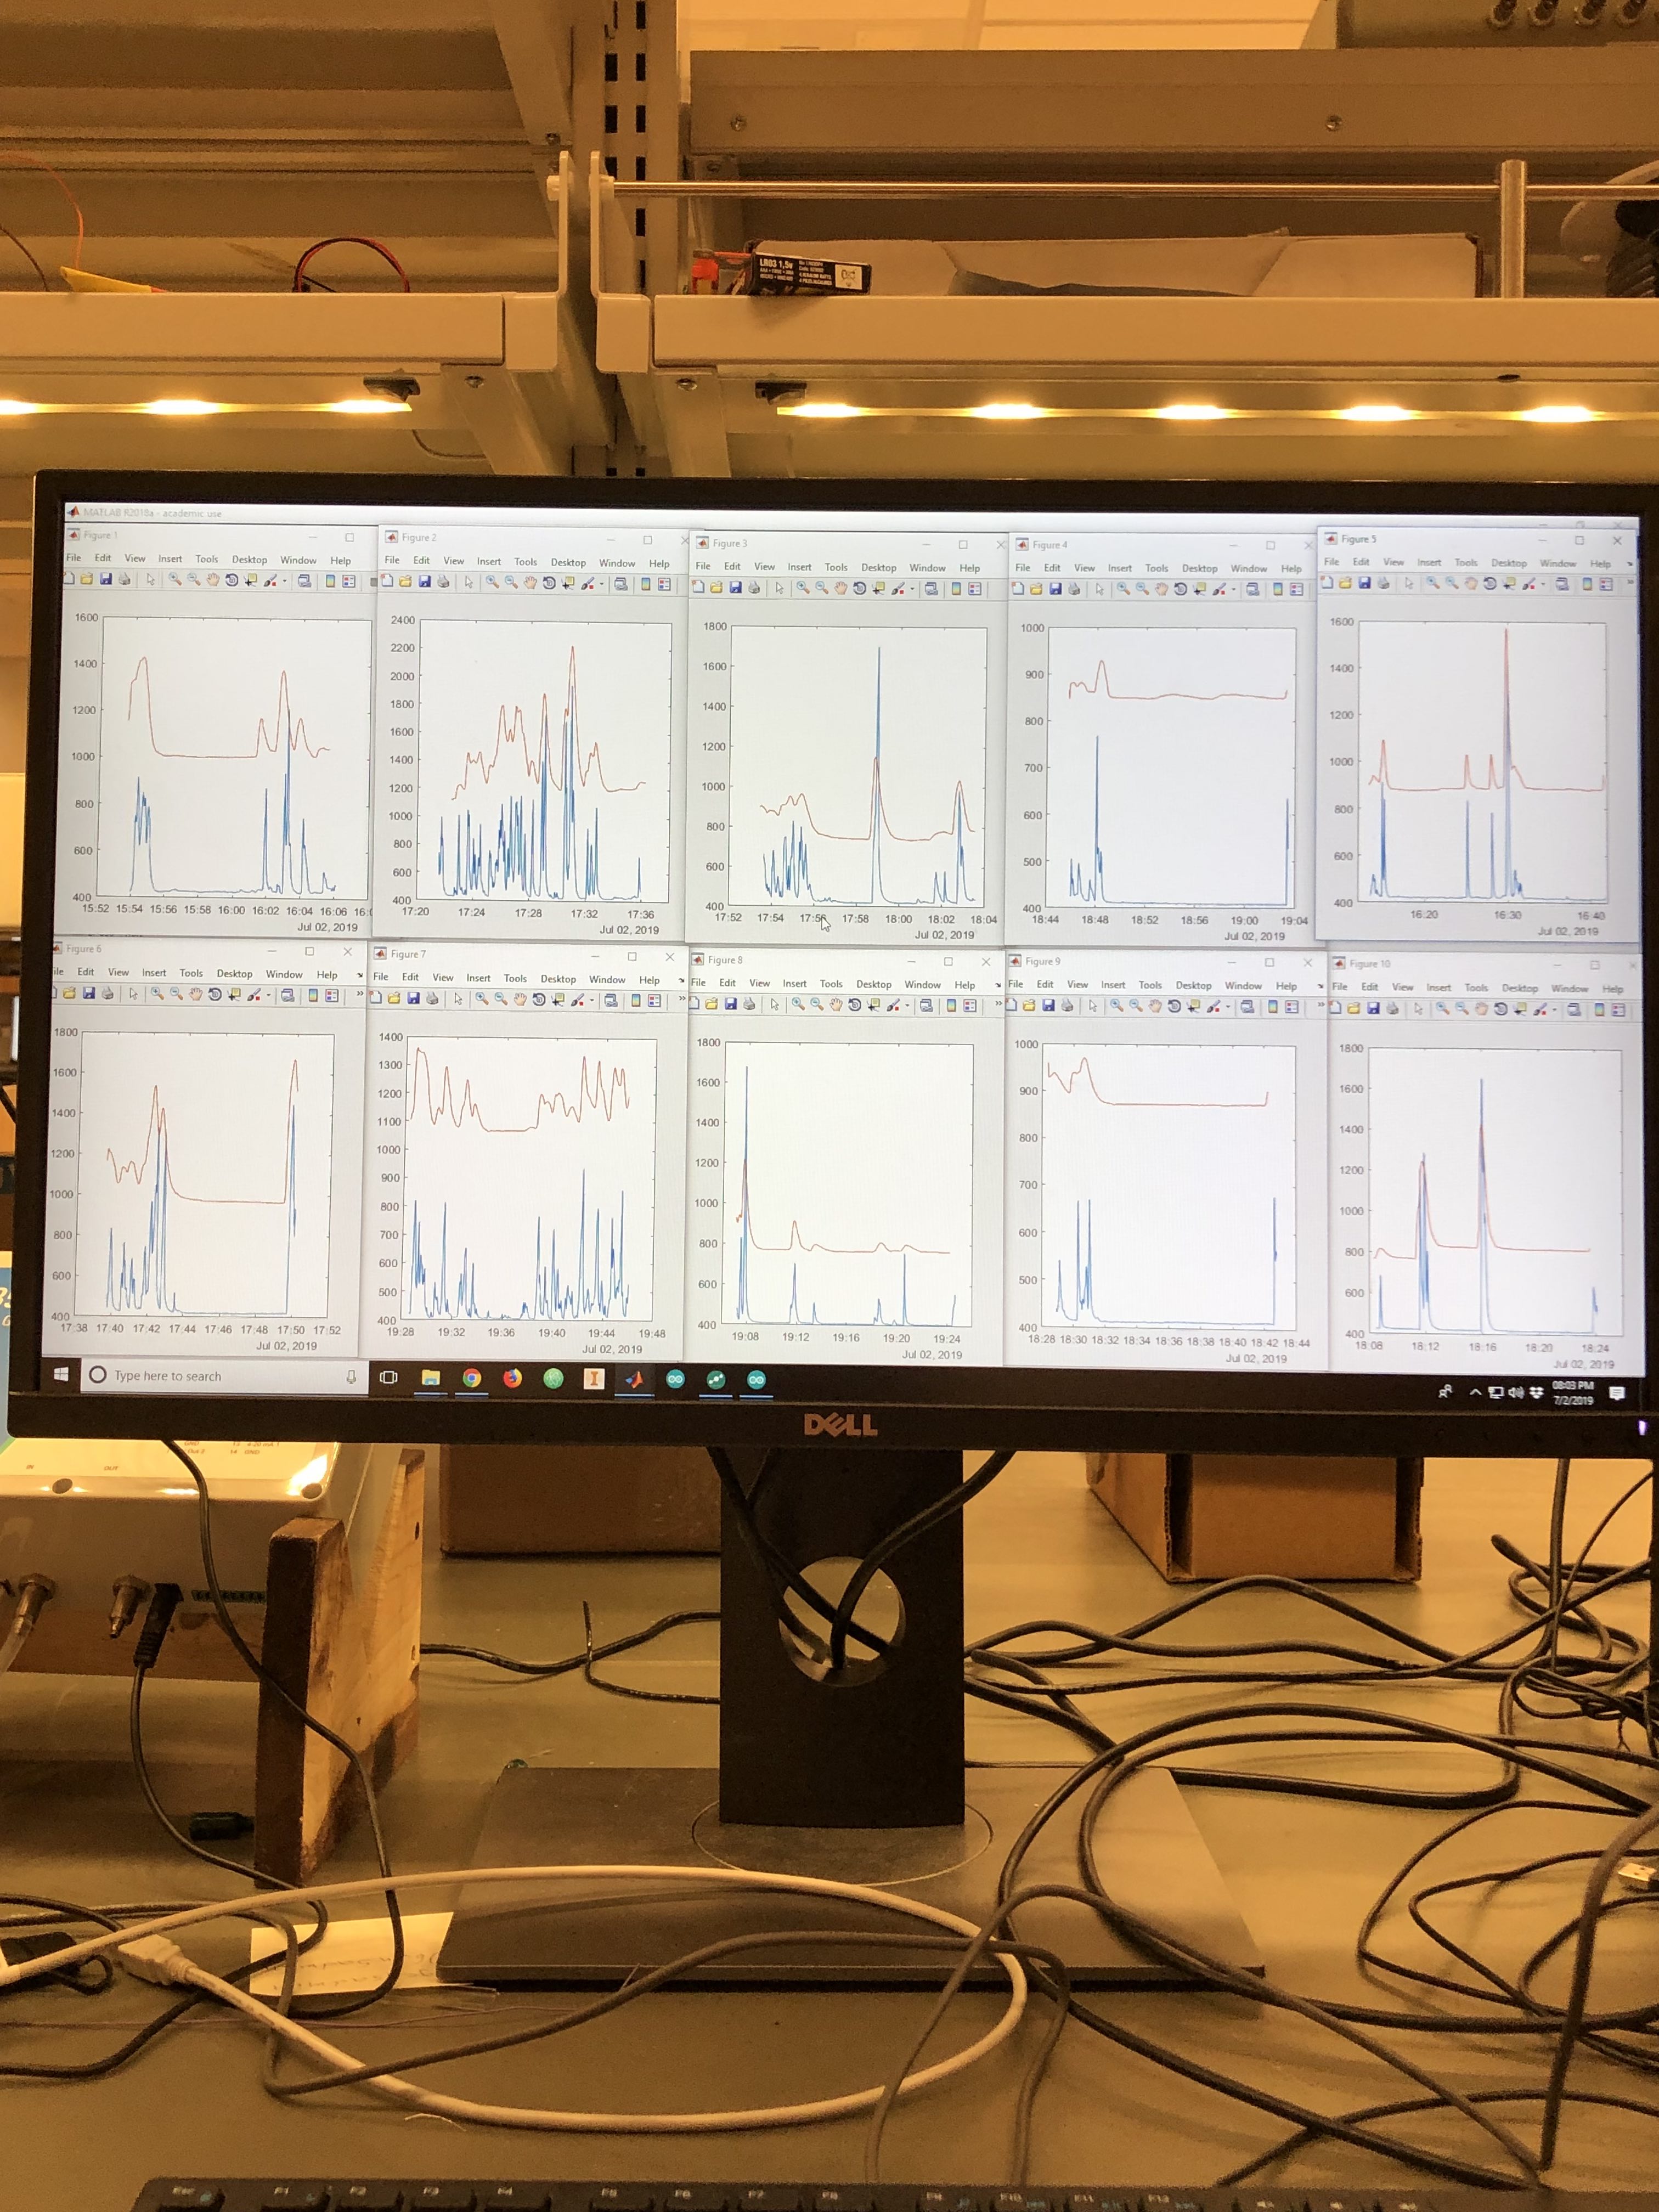 LR03 1,5V
MATLAB R2018a - academic use
Figure 1
File Edit View Insert Tools Desktop Window Help
1600
1400
1200
1000
800
600
400
15:52 15:54 15:56 15:58 16:00 16:02 16:04 16:06 16:0
Jul 02, 2019
Figure 2
File Edit View Insert Tools Desktop Window Help
2400
2200
2000
1800
1600
1400
1200
1000
800
600
400
17:20 17:24 17:28 17:32 17:36
Jul 02, 2019
Figure 3
File Edit View Insert Tools Desktop Window Help
1800
1600
1400
1200
1000
800
600
400
17:52 17:54 17:56 17:58 18:00 18:02 18:04
Jul 02, 2019
Figure 4
File Edit View Insert Tools Desktop Window Help
1000
900
800
700
600
500
400
18:44 18:48 18:52 18:56 19:00 19:04
Jul 02, 2019
Figure 5
File Edit View Insert Tools Desktop Window Help
1600
1400
1200
1000
800
600
400
16:20 16:30 16:40
Jul 02, 2019
Figure 6
ile Edit View Insert Tools Desktop Window Help
1800
1600
1400
1200
1000
800
600
400
17:38 17:40 17:42 17:44 17:46 17:48 17:50 17:52
Jul 02, 2019
Figure 7
File Edit View Insert Tools Desktop Window Help
1400
1300
1200
1100
1000
900
800
700
600
500
400
19:28 19:32 19:36 19:40 19:44 19:48
Jul 02, 2019
Figure 8
File Edit View Insert Tools Desktop Window Help
1800
1600
1400
1200
1000
800
600
400
19:08 19:12 19:16 19:20 19:24
Jul 02, 2019
Figure 9
File Edit View Insert Tools Desktop Window Help
1000
900
800
700
600
500
400
18:28 18:30 18:32 18:34 18:36 18:38 18:40 18:42 18:44
Jul 02, 2019
Figure 10
File Edit View Insert Tools Desktop Window Help
1800
1600
1400
1200
1000
800
600
400
18:08 18:12 18:16 18:20 18:24
Jul 02, 2019
Type here to search
08:03 PM
7/2/2019
DELL
IN OUT
Esc F1 F2 F3 F4 F5 F6 F7 F8 F9 F10 F11 F12